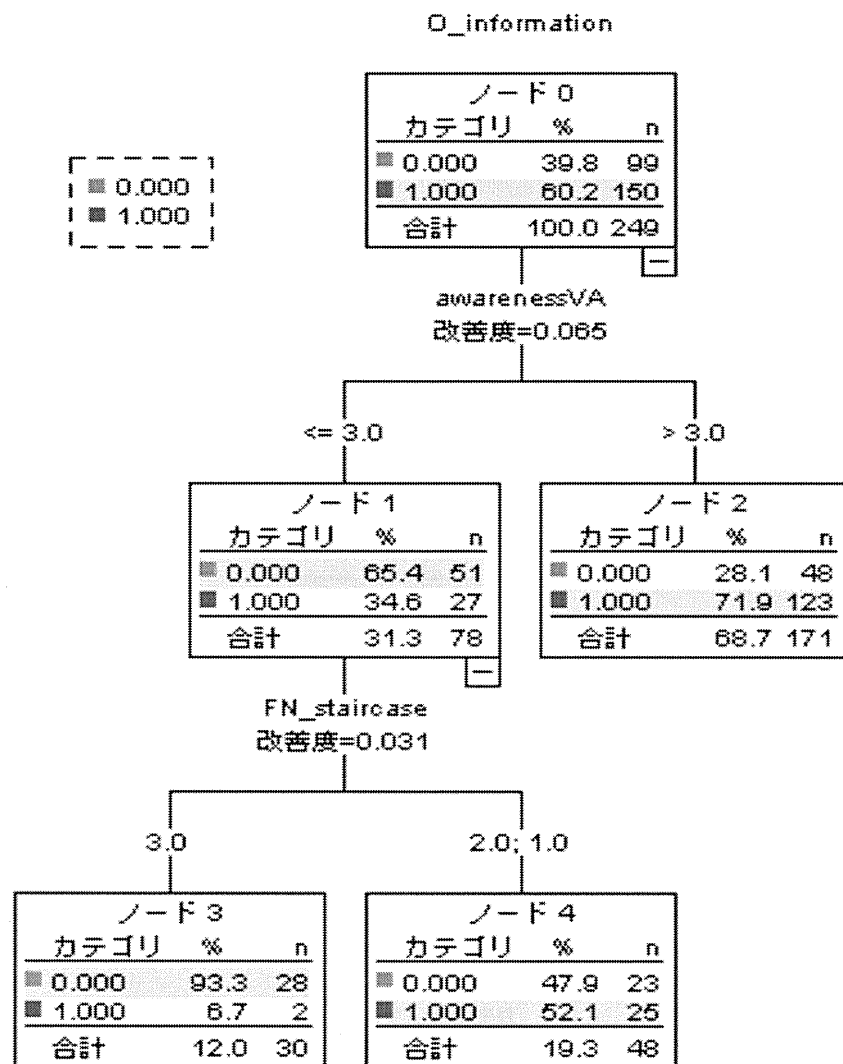 O_information
ノード 0
カテゴリ % n
0.000 39.8 99
1.000 60.2 150
合計 100.0 249
0.000
1.000
awarenessVA
改善度=0.065
<= 3.0
> 3.0
ノード 1
カテゴリ % n
0.000 65.4 51
1.000 34.6 27
合計 31.3 78
ノード 2
カテゴリ % n
0.000 28.1 48
1.000 71.9 123
合計 68.7 171
FN_staircase
改善度=0.031
3.0
2.0; 1.0
ノード 3
カテゴリ % n
0.000 93.3 28
1.000 6.7 2
合計 12.0 30
ノード 4
カテゴリ % n
0.000 47.9 23
1.000 52.1 25
合計 19.3 48